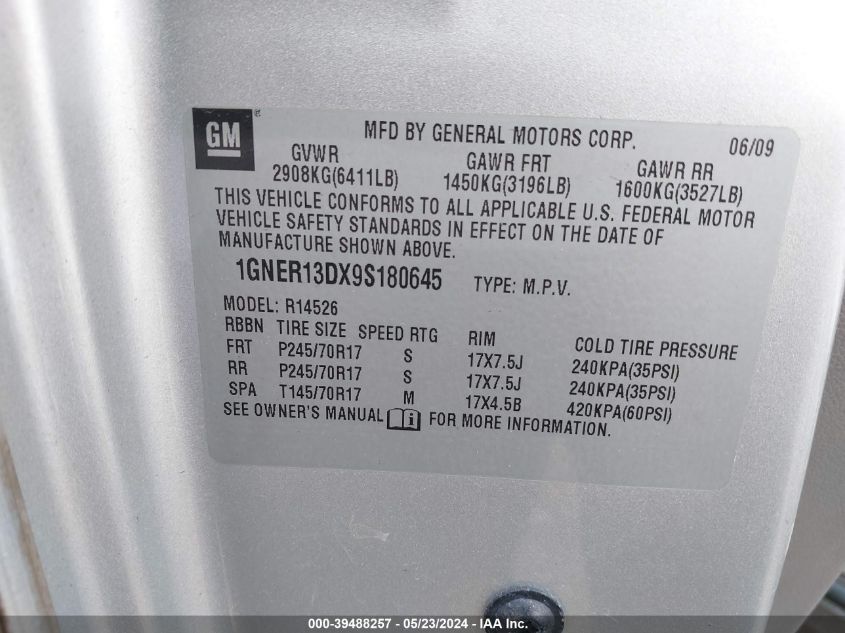 GM ®
MFD BY GENERAL MOTORS CORP. 06/09
GVWR GAWR FRT GAWR RR
2908KG(6411LB) 1450KG(3196LB) 1600KG(3527LB)
THIS VEHICLE CONFORMS TO ALL APPLICABLE U.S. FEDERAL MOTOR
VEHICLE SAFETY STANDARDS IN EFFECT ON THE DATE OF
MANUFACTURE SHOWN ABOVE.
1GNER13DX9S180645 TYPE: M.P.V.
MODEL: R14526
RBBN TIRE SIZE SPEED RTG RIM COLD TIRE PRESSURE
FRT P245/70R17 S 17X7.5J 240KPA(35PSI)
RR P245/70R17 S 17X7.5J 240KPA(35PSI)
SPA T145/70R17 M 17X4.5B 420KPA(60PSI)
SEE OWNER'S MANUAL i FOR MORE INFORMATION.
000-39488257 - 05/23/2024 - IAA Inc.